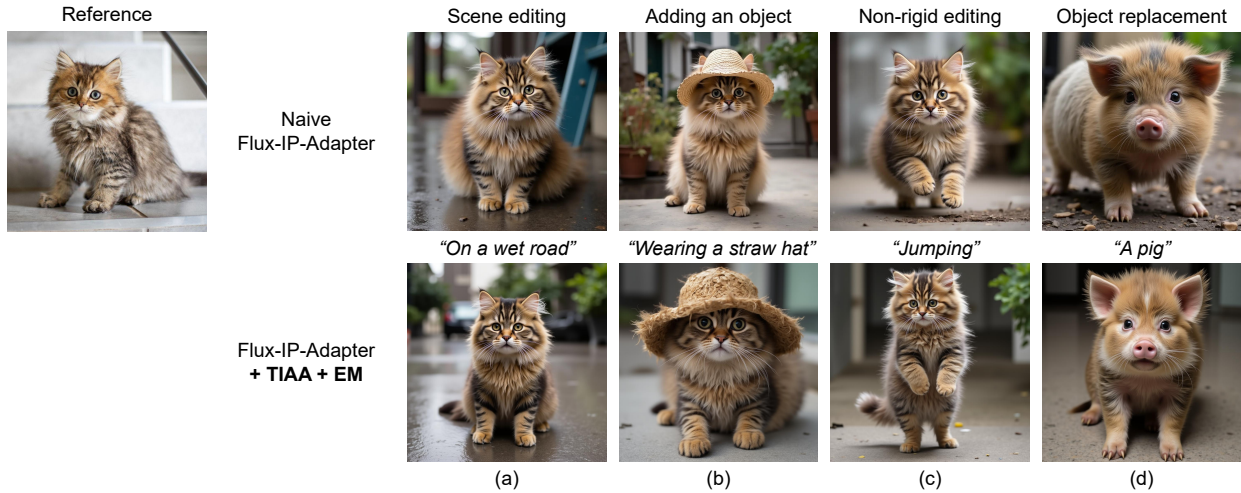 Reference
Scene editing
Adding an object
Non-rigid editing
Object replacement
Naive
Flux-IP-Adapter
“On a wet road”
“Wearing a straw hat”
“Jumping”
“A pig”
Flux-IP-Adapter
+ TIAA + EM
(a)
(b)
(c)
(d)